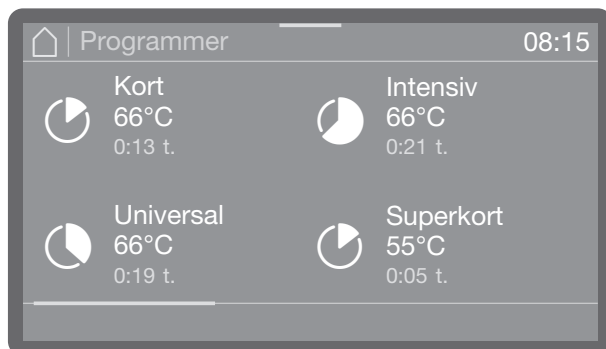 Programmer 08:15
Kort
66°C
0:13 t.
Intensiv
66°C
0:21 t.
Universal
66°C
0:19 t.
Superkort
55°C
0:05 t.